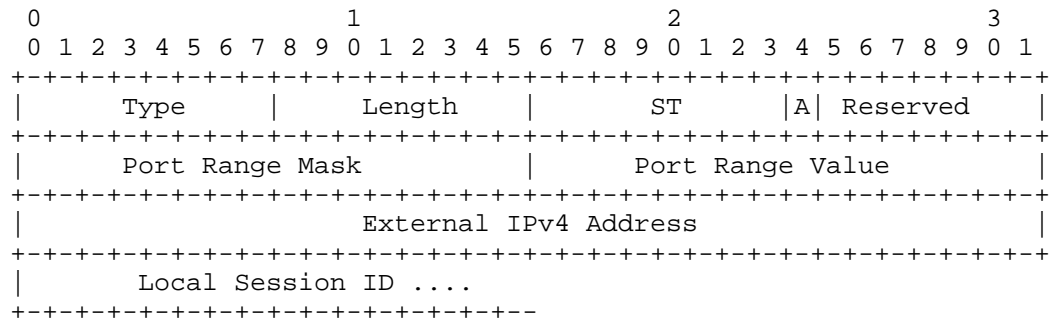 0                   1                   2                   3
 0 1 2 3 4 5 6 7 8 9 0 1 2 3 4 5 6 7 8 9 0 1 2 3 4 5 6 7 8 9 0 1
+-+-+-+-+-+-+-+-+-+-+-+-+-+-+-+-+-+-+-+-+-+-+-+-+-+-+-+-+-+-+-+-+
|      Type     |     Length    |       ST      |A| Reserved    |
+-+-+-+-+-+-+-+-+-+-+-+-+-+-+-+-+-+-+-+-+-+-+-+-+-+-+-+-+-+-+-+-+
|      Port Range Mask          |      Port Range Value         |
+-+-+-+-+-+-+-+-+-+-+-+-+-+-+-+-+-+-+-+-+-+-+-+-+-+-+-+-+-+-+-+-+
|                     External IPv4 Address                     |
+-+-+-+-+-+-+-+-+-+-+-+-+-+-+-+-+-+-+-+-+-+-+-+-+-+-+-+-+-+-+-+-+
|       Local Session ID ....
+-+-+-+-+-+-+-+-+-+-+-+-+-+-+-+-+--